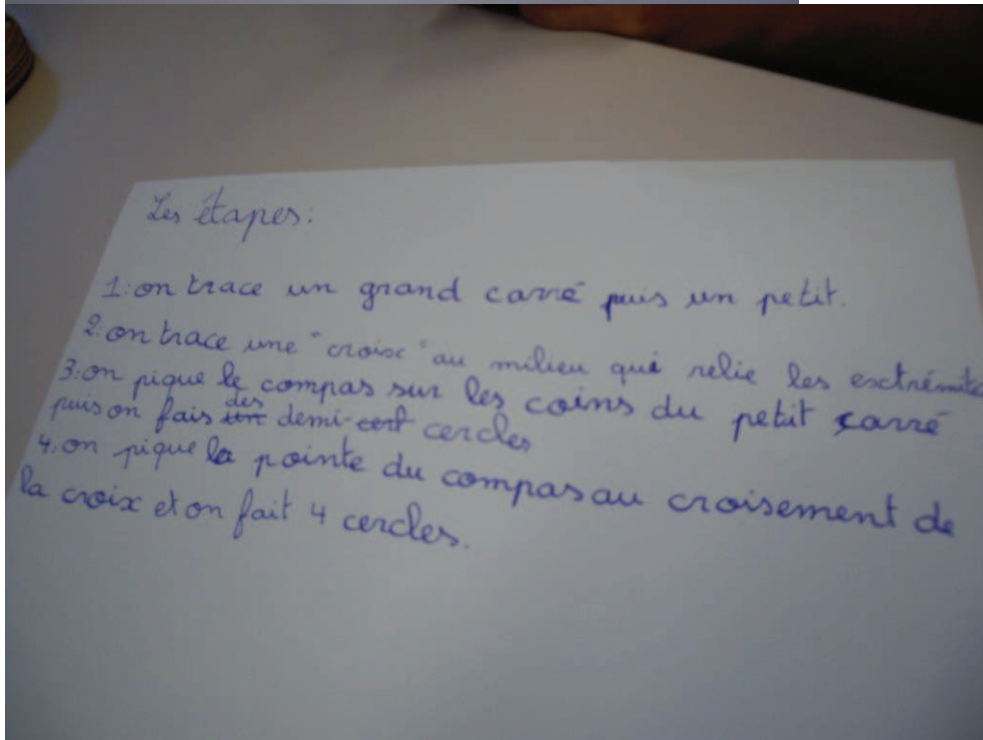 Les étapes:
1: on trace un grand carré puis un petit.
2: on trace une "croix" au milieu qui relie les exctrémités
3: on pique le compas sur les coins du petit carré
puis on fais des demi-cercles
4: on pique la pointe du compas au croisement de
la croix et on fait 4 cercles.